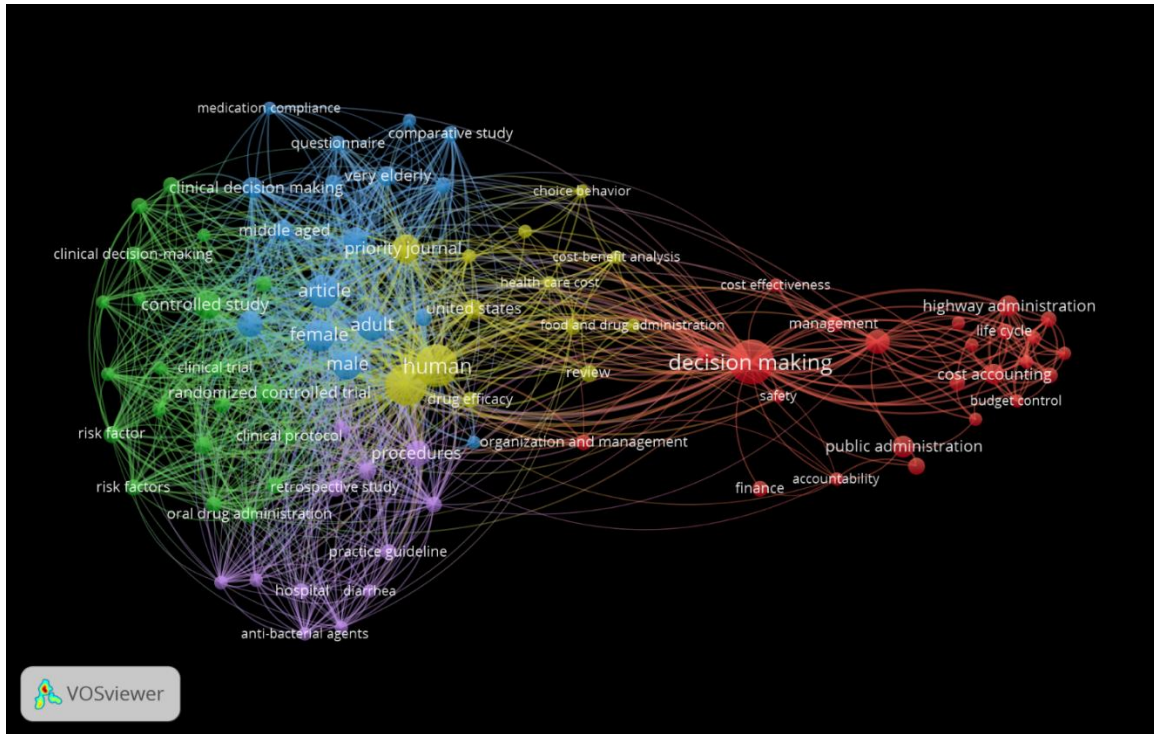 medication compliance
comparative study
questionnaire
very elderly
clinical decision making
choice behavior
middle aged
priority journal
clinical decision-making
cost-benefit analysis
health care cost
cost effectiveness
article
controlled study
united states
highway administration
female
adult
food and drug administration
management
life cycle
male
human
decision making
clinical trial
review
cost accounting
randomized controlled trial
drug efficacy
safety
budget control
risk factor
clinical protocol
organization and management
procedures
public administration
risk factors
retrospective study
finance
accountability
oral drug administration
practice guideline
hospital
diarrhea
anti-bacterial agents
VOSviewer